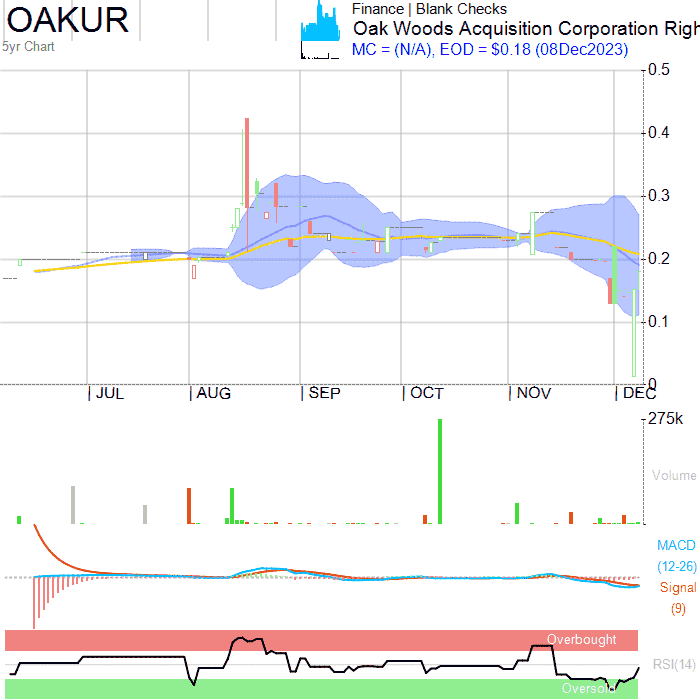 OAKUR
5yr Chart
Finance | Blank Checks
Oak Woods Acquisition Corporation Righ
MC = (N/A), EOD = $0.18 (08Dec2023)
0.5
0.4
0.3
0.2
0.1
0
JUL AUG SEP OCT NOV DEC
275k
Volume
MACD
(12-26)
Signal
(9)
Overbought
RSI(14)
Oversold